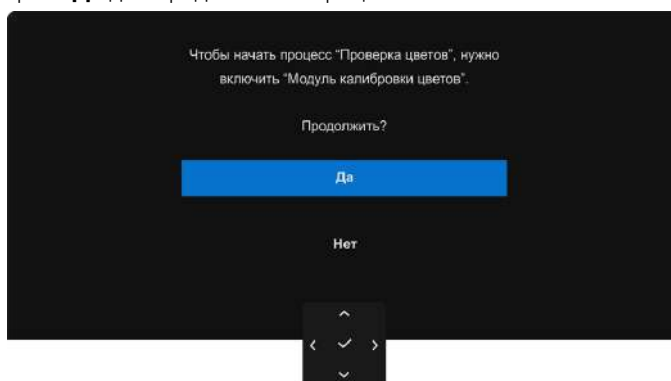 Чтобы начать процесс “Проверка цветов”, нужно
включить “Модуль калибровки цветов”.
Продолжить?
Да
Нет